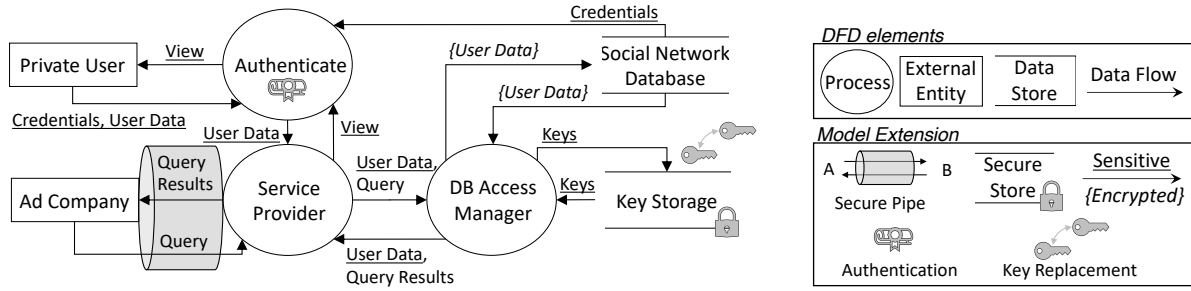 Credentials
Private User
View
Authenticate
{User Data}
Social Network
Database
{User Data}
Credentials, User Data
User Data
View
Keys
Query
Results
User Data,
Query
Ad Company
Service
Provider
DB Access
Manager
Keys
Key Storage
Query
User Data,
Query Results
DFD elements
Process
External
Entity
Data
Store
Data Flow
Model Extension
A
B
Secure Pipe
Secure
Store
Sensitive
{Encrypted}
Authentication
Key Replacement